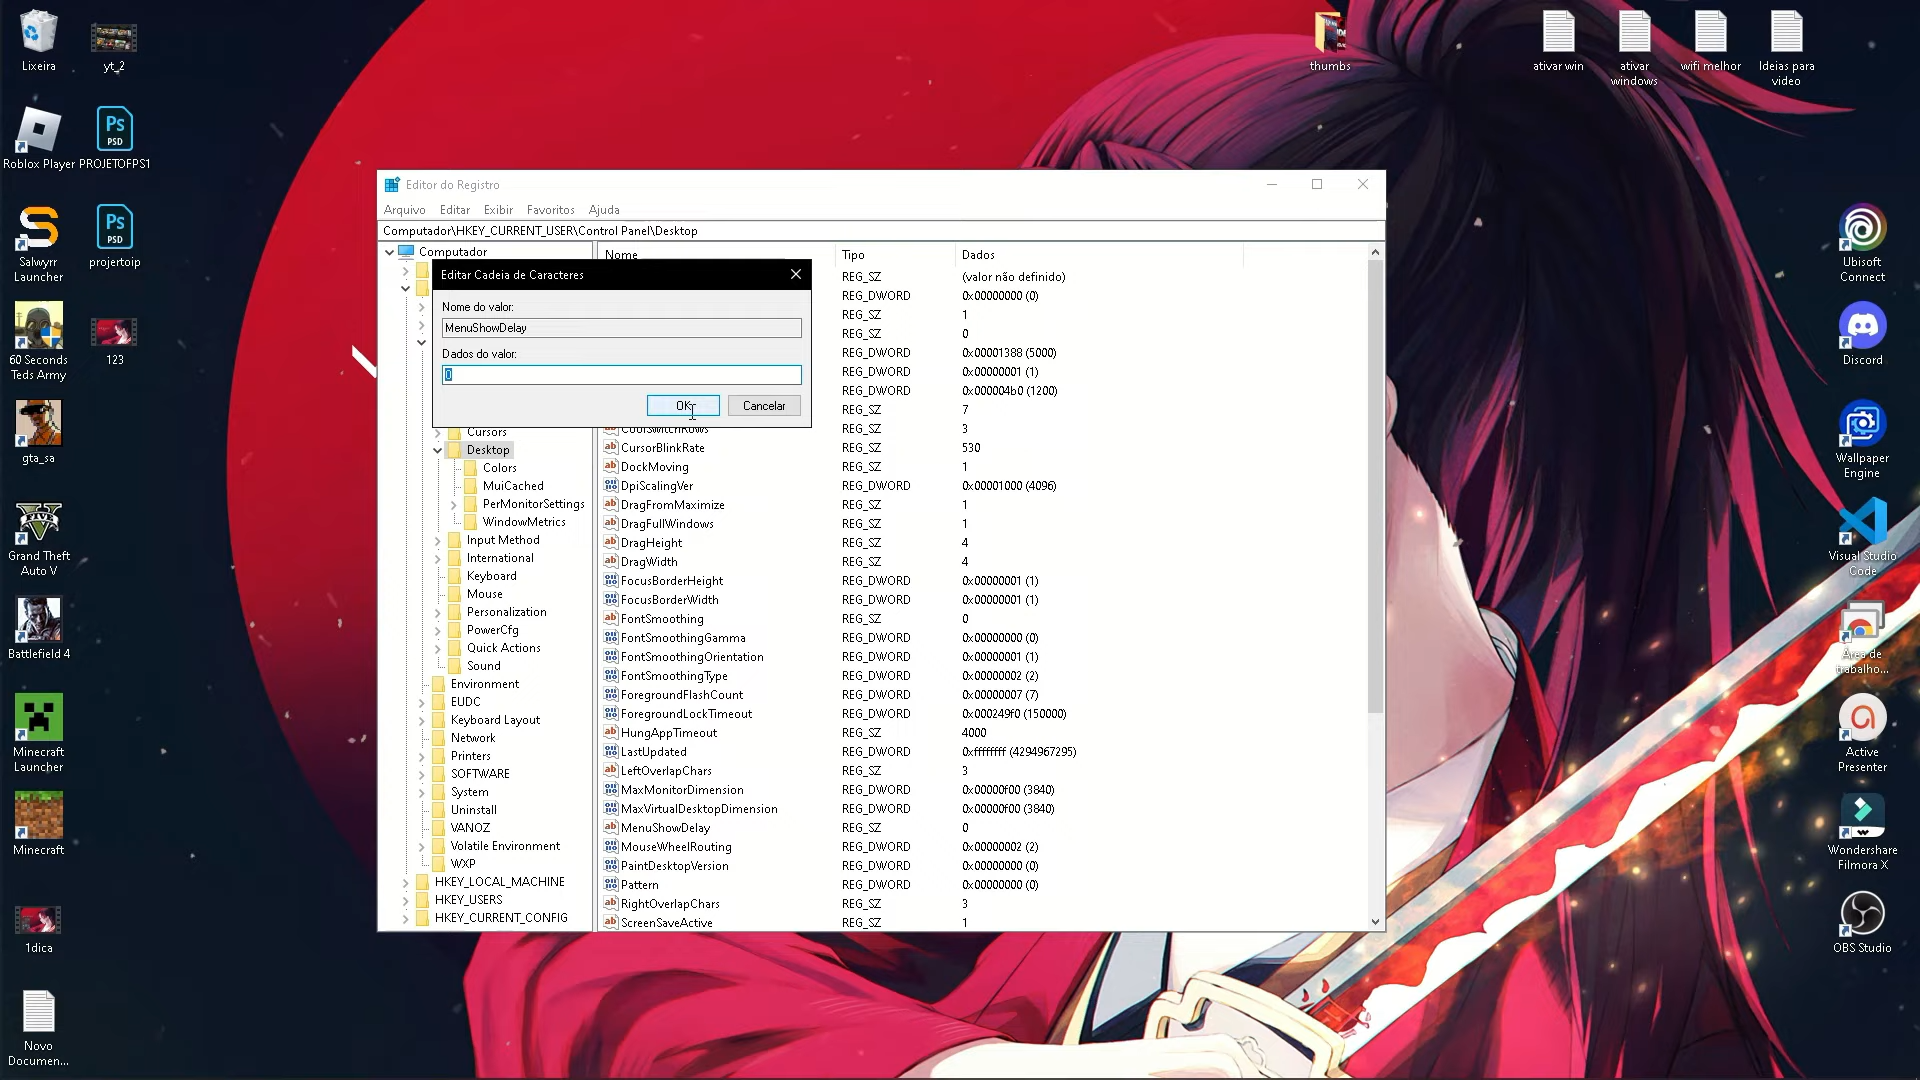 Lixeira
yt_2
thumbs
ativar win
ativar
windows
wifi melhor
Ideias para
video
Roblox Player
PROJETOFPS1
Salwyrr
Launcher
projertoip
60 Seconds
Teds Army
123
gta_sa
Grand Theft
Auto V
Battlefield 4
Minecraft
Launcher
Minecraft
1dica
Novo
Documen...
Ps
PSD
Ps
PSD
Editor do Registro
Arquivo Editar Exibir Favoritos Ajuda
Computador\HKEY_CURRENT_USER\Control Panel\Desktop
Computador
Cursors
Desktop
Colors
MuiCached
PerMonitorSettings
WindowMetrics
Input Method
International
Keyboard
Mouse
Personalization
PowerCfg
Quick Actions
Sound
Environment
EUDC
Keyboard Layout
Network
Printers
SOFTWARE
System
Uninstall
VANOZ
Volatile Environment
WXP
HKEY_LOCAL_MACHINE
HKEY_USERS
HKEY_CURRENT_CONFIG
Editar Cadeia de Caracteres
Nome do valor:
MenuShowDelay
Dados do valor:
0
OK Cancelar
Nome Tipo Dados
REG_SZ (valor não definido)
REG_DWORD 0x00000000 (0)
REG_SZ 1
REG_SZ 0
REG_DWORD 0x00001388 (5000)
REG_DWORD 0x00000001 (1)
REG_DWORD 0x000004b0 (1200)
REG_SZ 7
CoolSwitchRows REG_SZ 3
CursorBlinkRate REG_SZ 530
DockMoving REG_SZ 1
DpiScalingVer REG_DWORD 0x00001000 (4096)
DragFromMaximize REG_SZ 1
DragFullWindows REG_SZ 1
DragHeight REG_SZ 4
DragWidth REG_SZ 4
FocusBorderHeight REG_DWORD 0x00000001 (1)
FocusBorderWidth REG_DWORD 0x00000001 (1)
FontSmoothing REG_SZ 0
FontSmoothingGamma REG_DWORD 0x00000000 (0)
FontSmoothingOrientation REG_DWORD 0x00000001 (1)
FontSmoothingType REG_DWORD 0x00000002 (2)
ForegroundFlashCount REG_DWORD 0x00000007 (7)
ForegroundLockTimeout REG_DWORD 0x000249f0 (150000)
HungAppTimeout REG_SZ 4000
LastUpdated REG_DWORD 0xffffffff (4294967295)
LeftOverlapChars REG_SZ 3
MaxMonitorDimension REG_DWORD 0x00000f00 (3840)
MaxVirtualDesktopDimension REG_DWORD 0x00000f00 (3840)
MenuShowDelay REG_SZ 0
MouseWheelRouting REG_DWORD 0x00000002 (2)
PaintDesktopVersion REG_DWORD 0x00000000 (0)
Pattern REG_DWORD 0x00000000 (0)
RightOverlapChars REG_SZ 3
ScreenSaveActive REG_SZ 1
Ubisoft
Connect
Discord
Wallpaper
Engine
Visual Studio
Code
Área de
trabalho...
Active
Presenter
Wondershare
Filmora X
OBS Studio